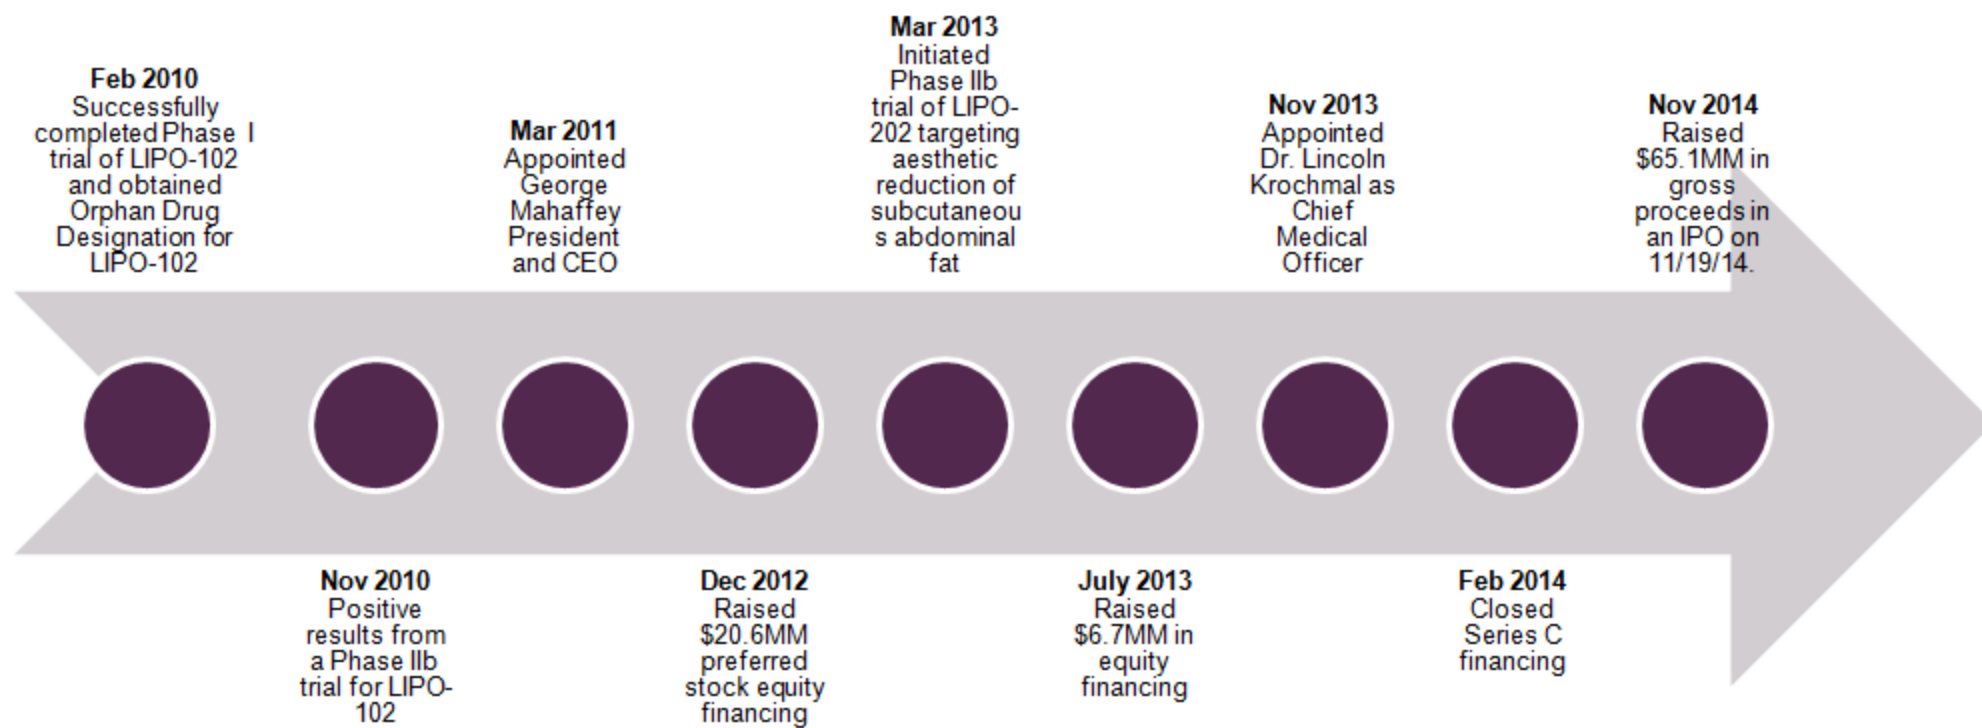 Feb 2010
Successfully
completed Phase I
trial of LIPO-102
and obtained
Orphan Drug
Designation for
LIPO-102
Nov 2010
Positive
results from
a Phase IIb
trial for LIPO-
102
Mar 2011
Appointed
George
Mahaffey
President
and CEO
Dec 2012
Raised
$20.6MM
preferred
stock equity
financing
Mar 2013
Initiated
Phase IIb
trial of LIPO-
202 targeting
aesthetic
reduction of
subcutaneou
s abdominal
fat
July 2013
Raised
$6.7MM in
equity
financing
Nov 2013
Appointed
Dr. Lincoln
Krochmal as
Chief
Medical
Officer
Feb 2014
Closed
Series C
financing
Nov 2014
Raised
$65.1MM in
gross
proceeds in
an IPO on
11/19/14.